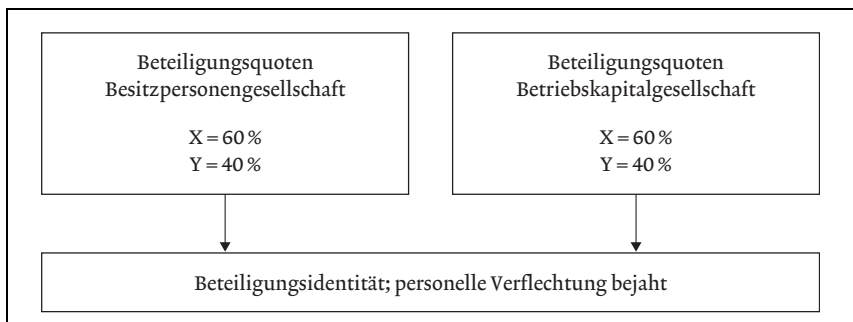 Beteiligungsquoten
Besitzpersonengesellschaft
X = 60 %
Y = 40 %
Beteiligungsquoten
Betriebskapitalgesellschaft
X = 60 %
Y = 40 %
Beteiligungsidentität; personelle Verflechtung bejaht